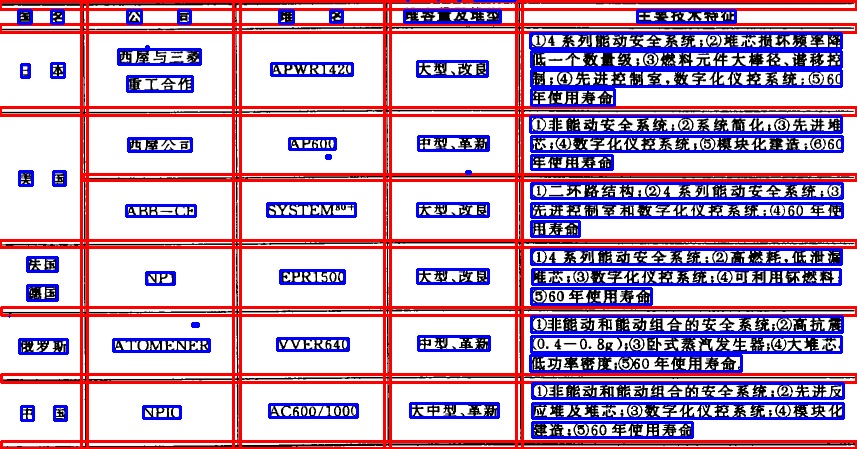 国 名 公 司 堆 名 堆容量及堆型 主要技术特征
日 本
西屋与三菱
重工合作
APWR1420
大型、改良
①4 系列能动安全系统;②堆芯损坏频率降
低一个数量级;③燃料元件大棒径、谱移控
制;④先进控制室,数字化仪控系统;⑤60
年使用寿命
美 国
西屋公司
AP600
中型、革新
①非能动安全系统;②系统简化;③先进堆
芯;④数字化仪控系统;⑤模块化建造;⑥60
年使用寿命
ABB—CE
SYSTEM80+
大型、改良
①二环路结构;②4 系列能动安全系统;③
先进控制室和数字化仪控系统;④60 年使
用寿命
法国
德国
NPI
EPR1500
大型、改良
①4 系列能动安全系统;②高燃耗,低泄漏
堆芯;③数字化仪控系统;④可利用钚燃料;
⑤60 年使用寿命
俄罗斯
ATOMENER
VVER640
中型、革新
①非能动和能动组合的安全系统;②高抗震
(0.4—0.8g);③卧式蒸汽发生器;④大堆芯、
低功率密度;⑤60 年使用寿命。
中 国
NPIC
AC600/1000
大中型、革新
①非能动和能动组合的安全系统;②先进反
应堆及堆芯;③数字化仪控系统;④模块化
建造;⑤60 年使用寿命